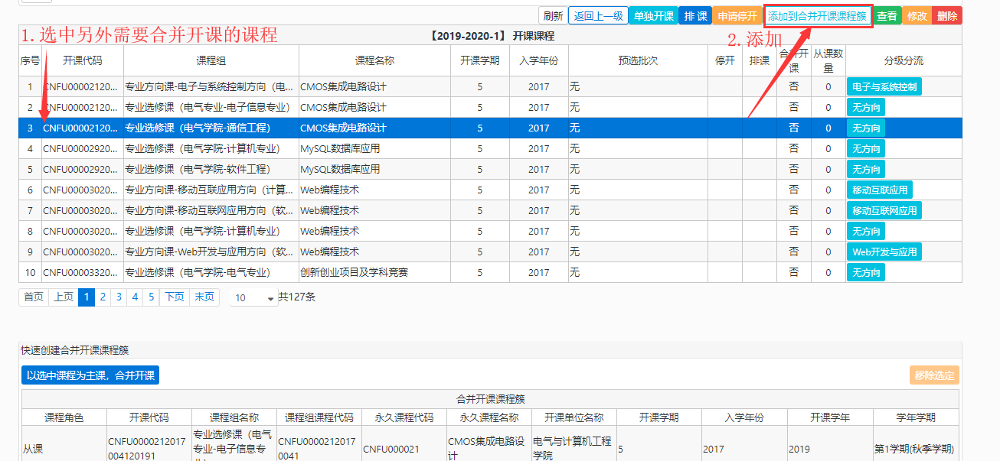 刷新 返回上一级 单独开课 排 课 申请停开 添加到合并开课课程簇 查看 修改 删除
1. 选中另外需要合并开课的课程
【2019-2020-1】 开课课程
2. 添加
序号 开课代码 课程组 课程名称 开课学期 入学年份 预选批次 停开 排课 合并开课 从课数量 分级分流
1 CNFU00002120... 专业方向课-电子与系统控制方向（电... CMOS集成电路设计 5 2017 无 否 0 电子与系统控制
2 CNFU00002120... 专业选修课（电气专业-电子信息专业） CMOS集成电路设计 5 2017 无 否 0 无方向
3 CNFU00002120... 专业选修课（电气学院-通信工程） CMOS集成电路设计 5 2017 无 否 0 无方向
4 CNFU00002920... 专业选修课（电气学院-计算机专业） MySQL数据库应用 5 2017 无 否 0 无方向
5 CNFU00002920... 专业选修课（电气学院-软件工程） MySQL数据库应用 5 2017 无 否 0 无方向
6 CNFU00003020... 专业方向课-移动互联应用方向（计算... Web编程技术 5 2017 无 否 0 移动互联应用
7 CNFU00003020... 专业方向课-移动互联网应用方向（软... Web编程技术 5 2017 无 否 0 移动互联网应用
8 CNFU00003020... 专业选修课（电气学院-计算机专业） Web编程技术 5 2017 无 否 0 无方向
9 CNFU00003020... 专业方向课-Web开发与应用方向（软... Web编程技术 5 2017 无 否 0 Web开发与应用
10 CNFU00003320... 专业选修课（电气学院-电气专业） 创新创业项目及学科竞赛 5 2017 无 否 0 无方向
首页 上页 1 2 3 4 5 下页 末页 10 共127条
快速创建合并开课课程簇
以选中课程为主课，合并开课 移除选定
合并开课课程簇
课程角色 开课代码 课程组名称 课程组课程代码 永久课程代码 永久课程名称 开课单位名称 开课学期 入学年份 开课学年 学年学期
从课 CNFU0000212017004120191 专业选修课（电气专业-电子信息专 CNFU00002120170041 CNFU000021 CMOS集成电路设计 电气与计算机工程学院 5 2017 2019 第1学期(秋季学期)